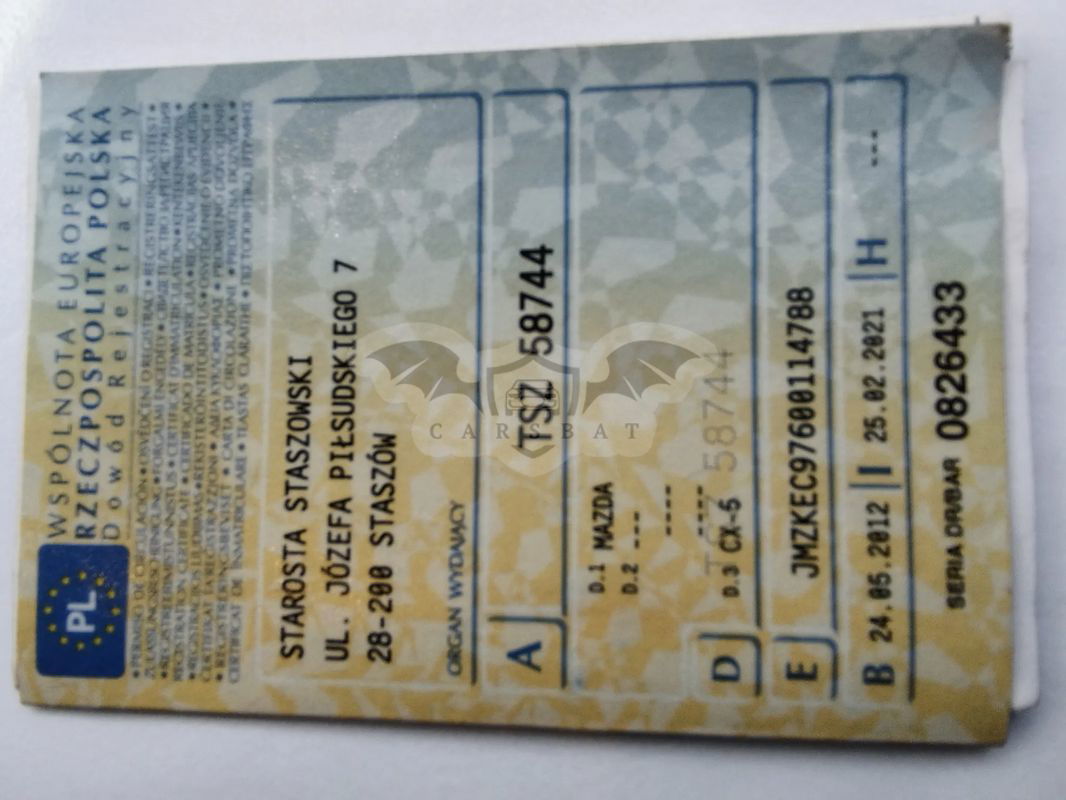 PL
WSPÓLNOTA EUROPEJSKA
RZECZPOSPOLITA POLSKA
Dowód Rejestracyjny
STAROSTA STASZOWSKI
UL. JÓZEFA PIŁSUDSKIEGO 7
28-200 STASZÓW
ORGAN WYDAJĄCY
A TSZ 58744
D.1 MAZDA
D.2 ---
----
----
D D.3 CX-5
TSZ 58744
E JMZKEC97600114788
B 24.05.2012 I 25.02.2021 H ---
SERIA DR/BAR 0826433
CARSBAT